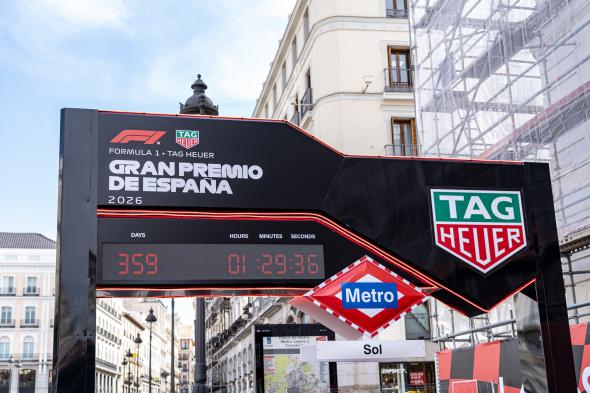 F1
TAG
HEUER
FORMULA 1 • TAG HEUER
GRAN PREMIO
DE ESPAÑA
2026
DAYS HOURS MINUTES SECONDS
359 01:29:36
TAG
HEUER
Metro
Sol